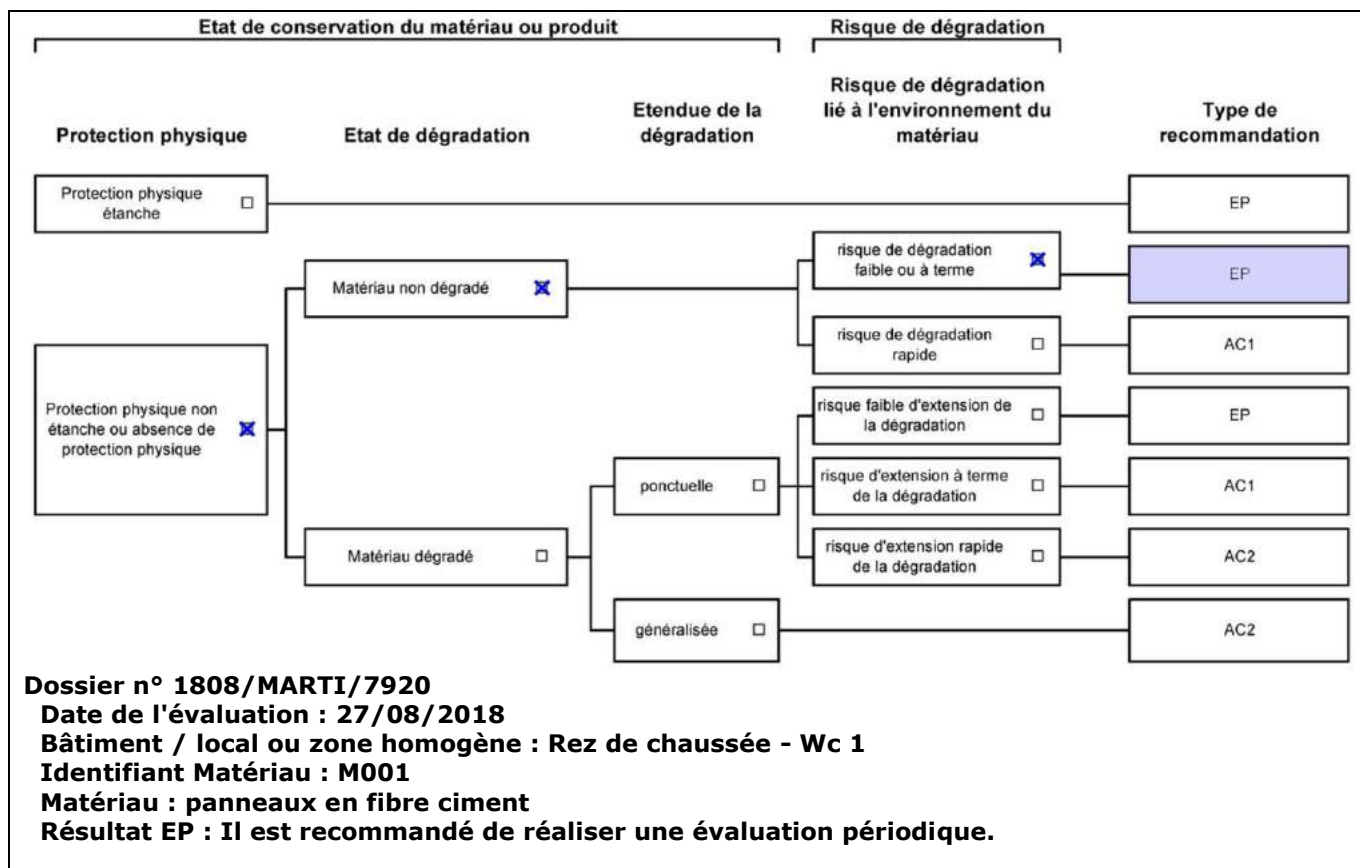 Etat de conservation du matériau ou produit
Risque de dégradation
Protection physique
Etat de dégradation
Etendue de la
dégradation
Risque de dégradation
lié à l'environnement du
matériau
Type de
recommandation
Protection physique
étanche
EP
risque de dégradation
faible ou à terme
EP
Matériau non dégradé
risque de dégradation
rapide
AC1
Protection physique non
étanche ou absence de
protection physique
risque faible d'extension de
la dégradation
EP
ponctuelle
risque d'extension à terme
de la dégradation
AC1
Matériau dégradé
risque d'extension rapide
de la dégradation
AC2
généralisée
AC2
Dossier n° 1808/MARTI/7920
Date de l'évaluation : 27/08/2018
Bâtiment / local ou zone homogène : Rez de chaussée - Wc 1
Identifiant Matériau : M001
Matériau : panneaux en fibre ciment
Résultat EP : Il est recommandé de réaliser une évaluation périodique.